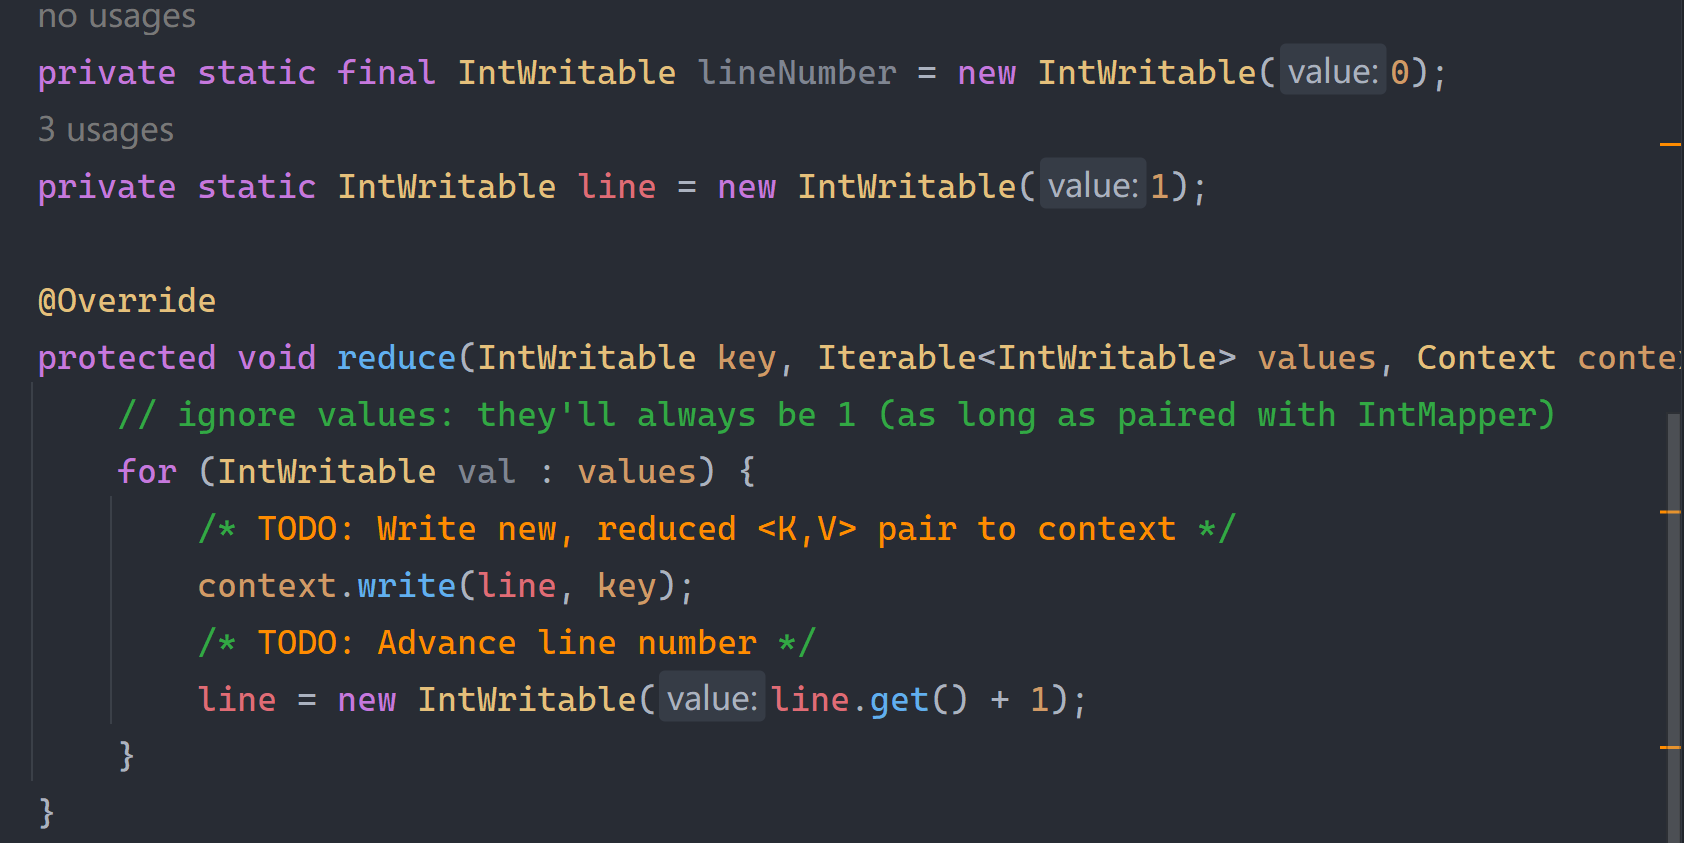 no usages
private static final IntWritable lineNumber = new IntWritable( value: 0);
3 usages
private static IntWritable line = new IntWritable( value: 1);
@Override
protected void reduce(IntWritable key, Iterable<IntWritable> values, Context contex
// ignore values: they'll always be 1 (as long as paired with IntMapper)
for (IntWritable val : values) {
/* TODO: Write new, reduced <K,V> pair to context */
context.write(line, key);
/* TODO: Advance line number */
line = new IntWritable( value: line.get() + 1);
}
}